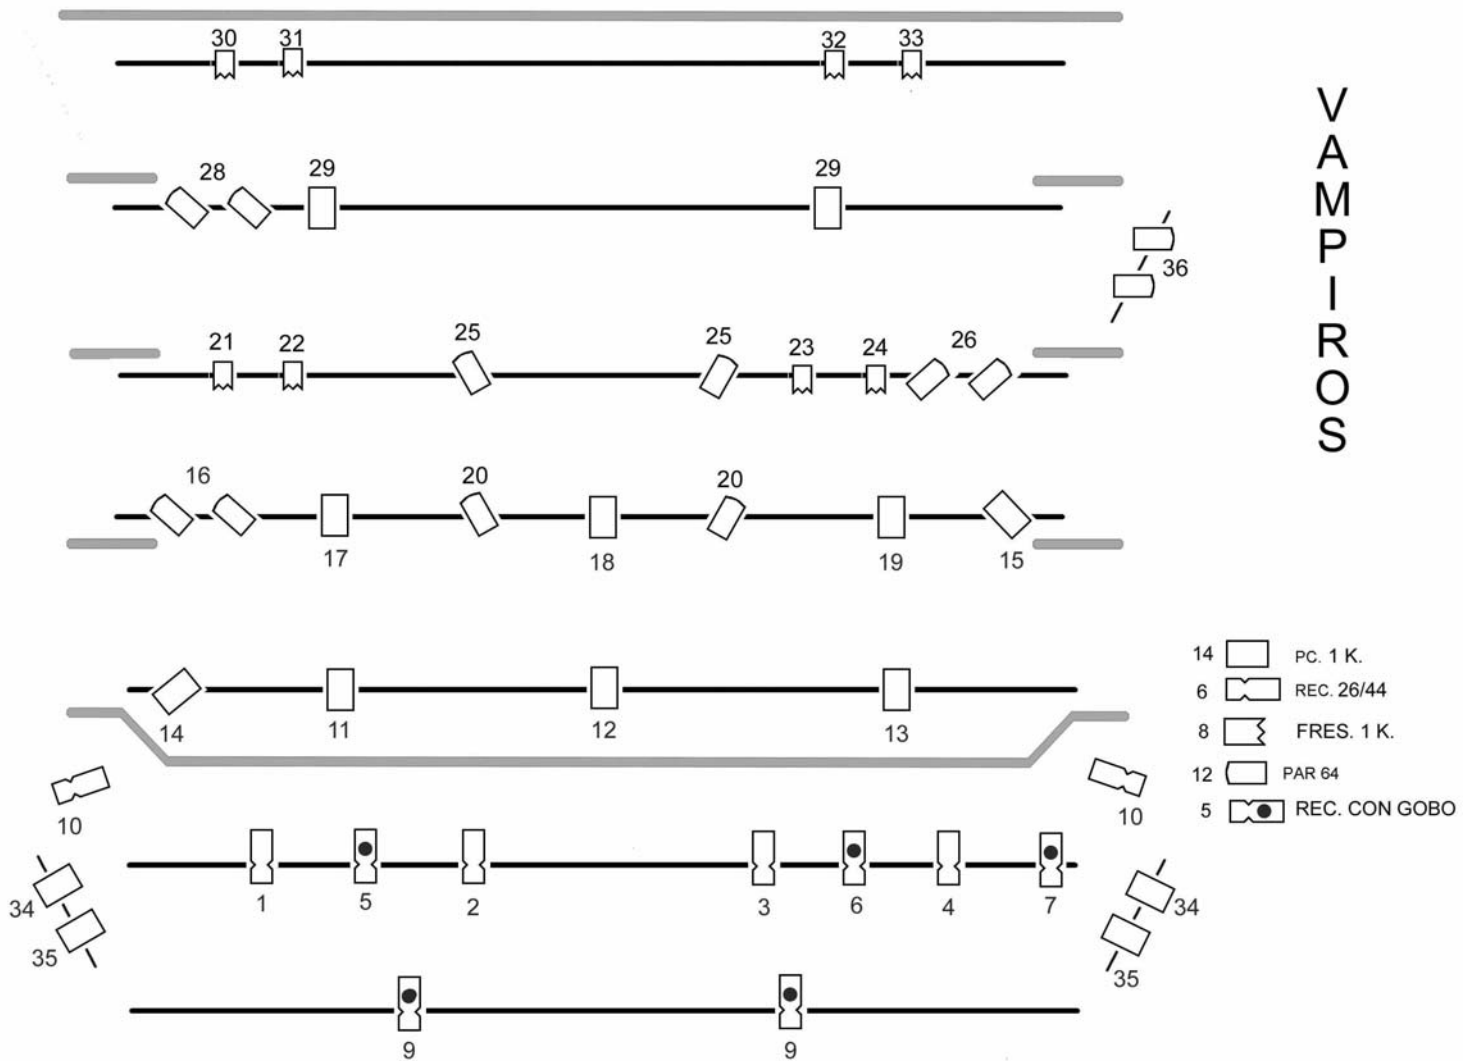 30 31 32 33
28 29 29
36
21 22 25 25 23 24 26
16 20 20
17 18 19 15
14 11 12 13
10 10
1 5 2 3 6 4 7
34 34
35 35
9 9
V
A
M
P
I
R
O
S
14 PC. 1 K.
6 REC. 26/44
8 FRES. 1 K.
12 PAR 64
5 REC. CON GOBO